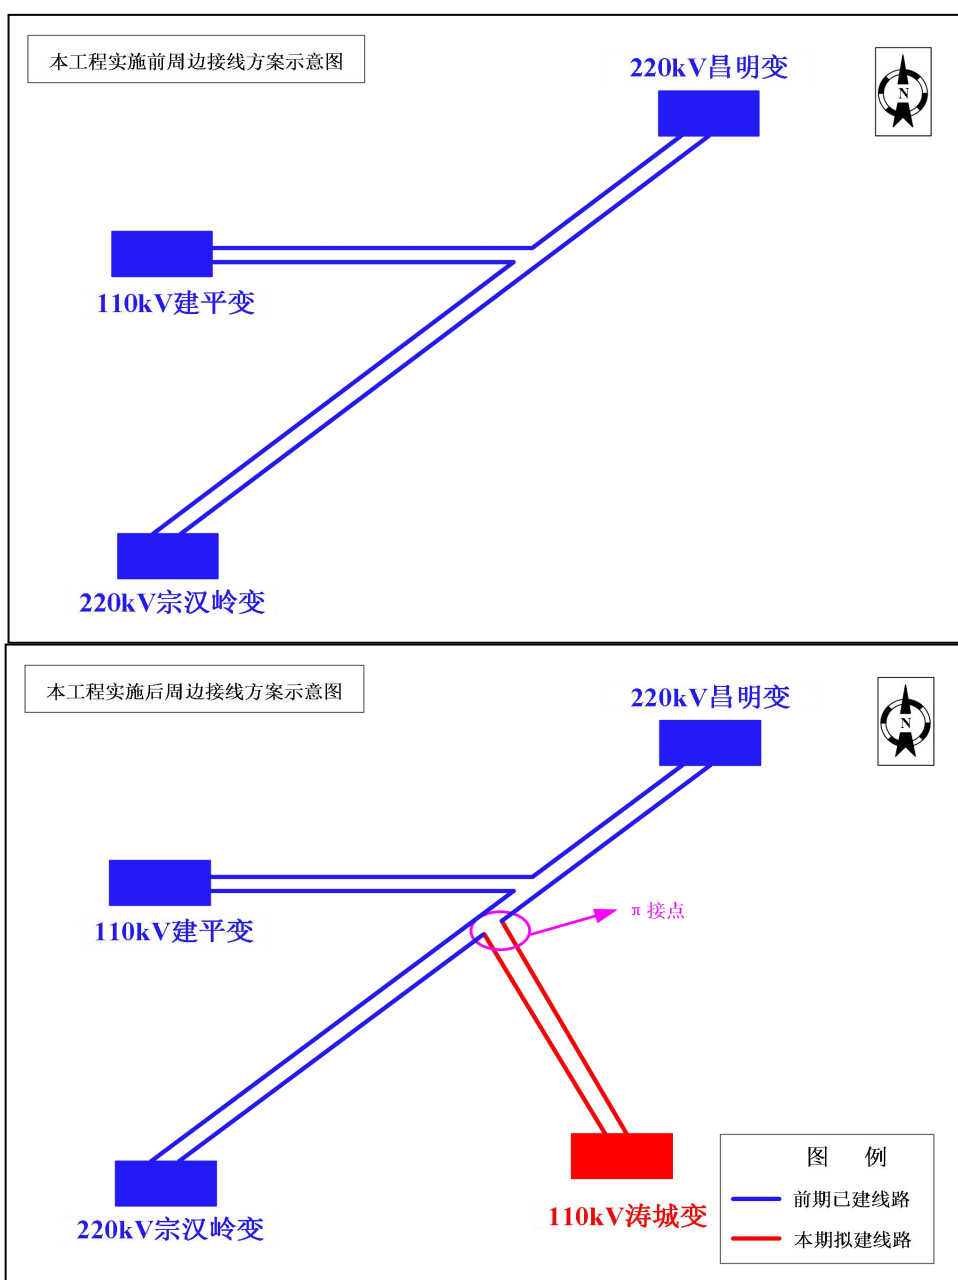 本工程实施前周边接线方案示意图
220kV昌明变
N
110kV建平变
220kV宗汉岭变
本工程实施后周边接线方案示意图
220kV昌明变
N
π 接点
110kV建平变
图 例
前期已建线路
本期拟建线路
110kV涛城变
220kV宗汉岭变